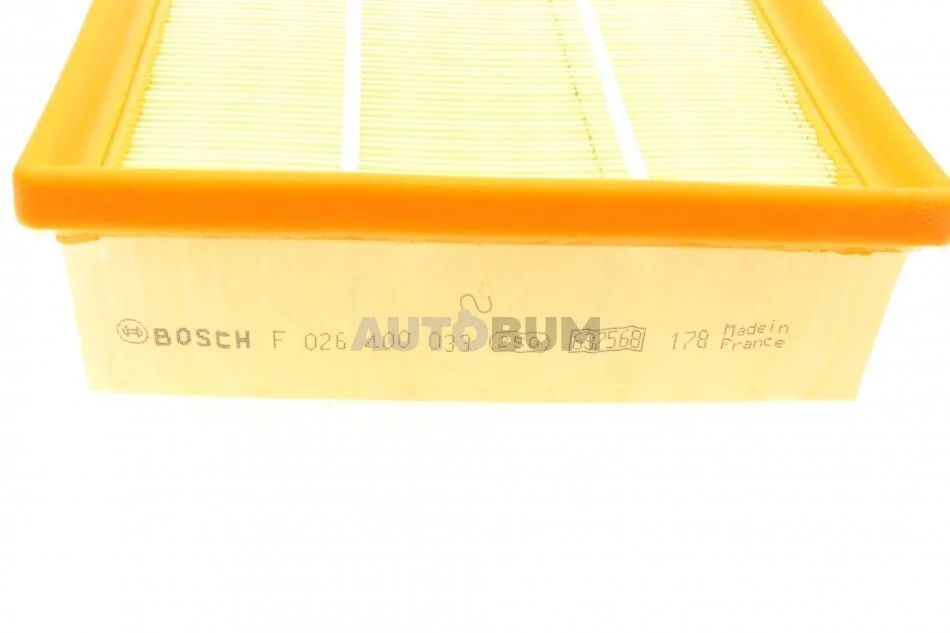 BOSCH F 026 400 033 178 Made in
France
AUTOBUM